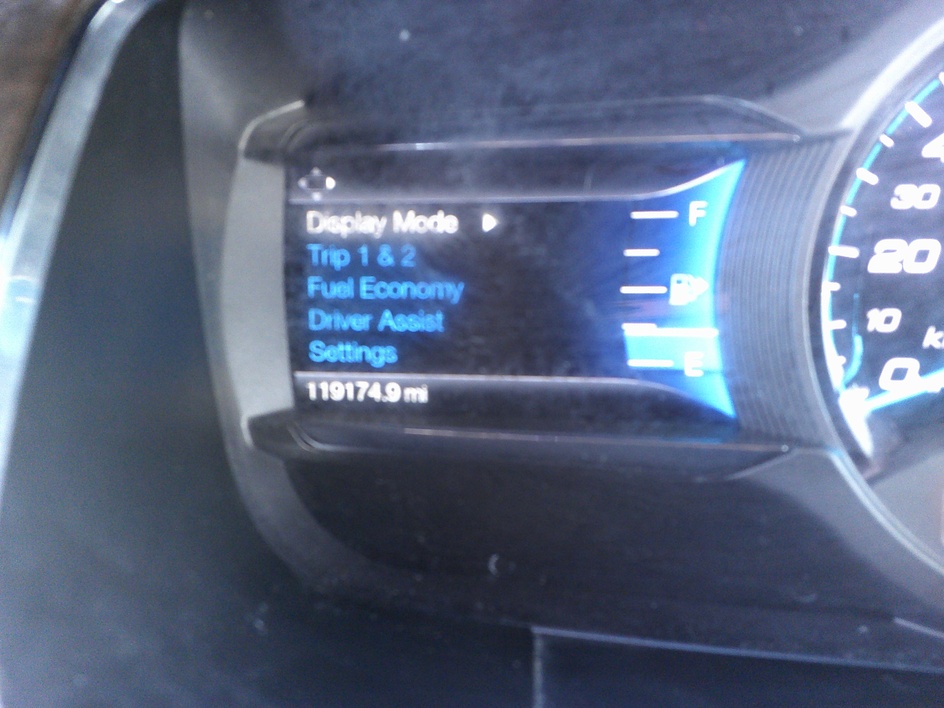 Display Mode
Trip 1 & 2
Fuel Economy
Driver Assist
Settings
119174.9 mi
F
E
30
20
10
0